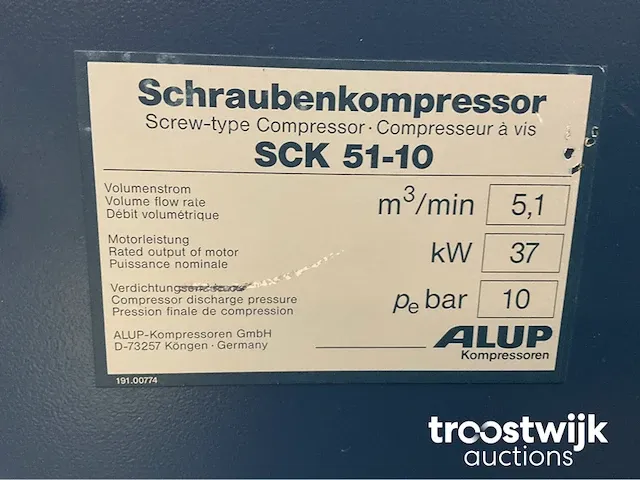 Schraubenkompressor
Screw-type Compressor · Compresseur à vis
SCK 51-10
Volumenstrom
Volume flow rate
Débit volumétrique
m³/min 5,1
Motorleistung
Rated output of motor
Puissance nominale
kW 37
Compressor discharge pressure
Pression finale de compression
pe bar 10
ALUP-Kompressoren GmbH
D-73257 Köngen · Germany
ALUP
Kompressoren
191.00774
troostwijk
auctions